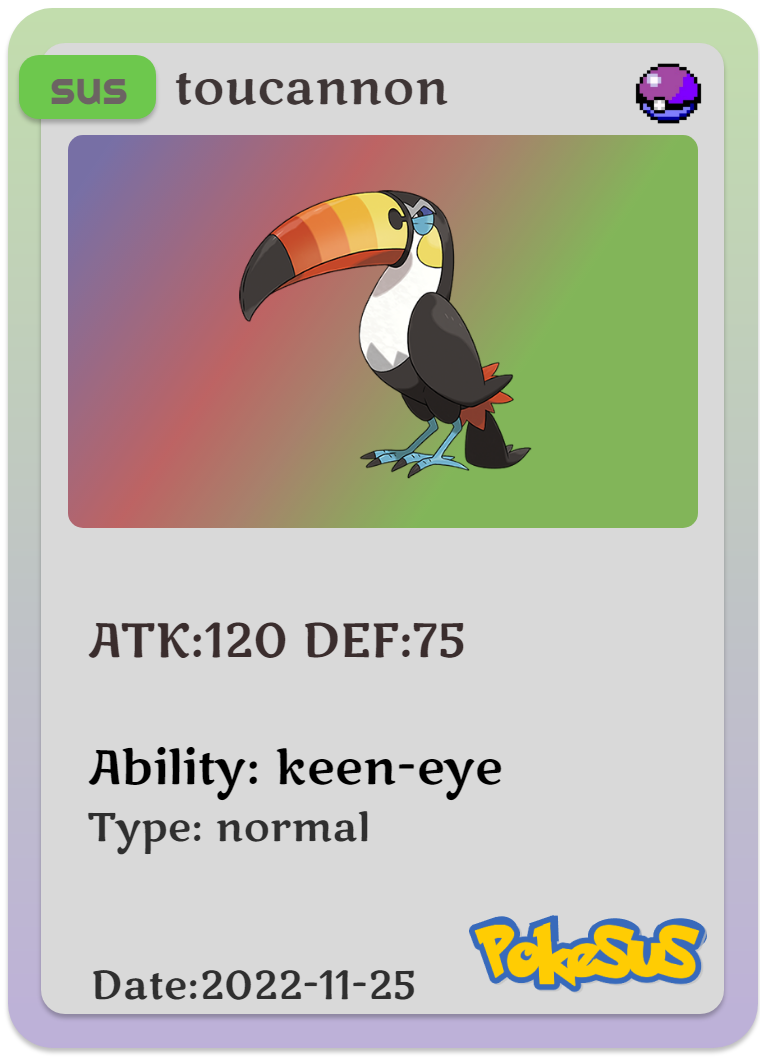 sus toucannon
ATK:120 DEF:75
Ability: keen-eye
Type: normal
PokeSuS
Date:2022-11-25